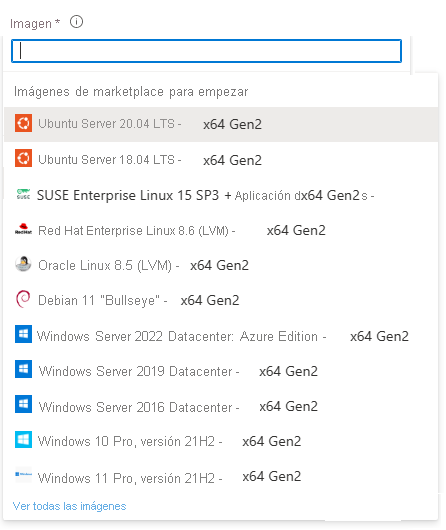 Imagen *
Imágenes de marketplace para empezar
Ubuntu Server 20.04 LTS - x64 Gen2
Ubuntu Server 18.04 LTS - x64 Gen2
SUSE SUSE Enterprise Linux 15 SP3 + Aplicación dx64 Gen2s -
RedHat Red Hat Enterprise Linux 8.6 (LVM) - x64 Gen2
Oracle Linux 8.5 (LVM) - x64 Gen2
Debian 11 "Bullseye" - x64 Gen2
Windows Server 2022 Datacenter: Azure Edition - x64 Gen2
Windows Server 2019 Datacenter - x64 Gen2
Windows Server 2016 Datacenter - x64 Gen2
Windows 10 Pro, versión 21H2 - x64 Gen2
Windows 11 Pro, versión 21H2 - x64 Gen2
Ver todas las imágenes